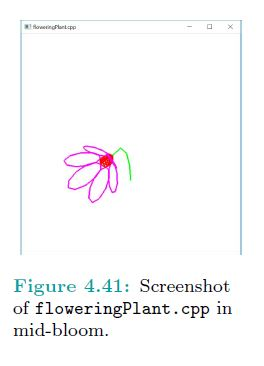 floweringPlant.cpp
Figure 4.41: Screenshot
of floweringPlant.cpp in
mid-bloom.